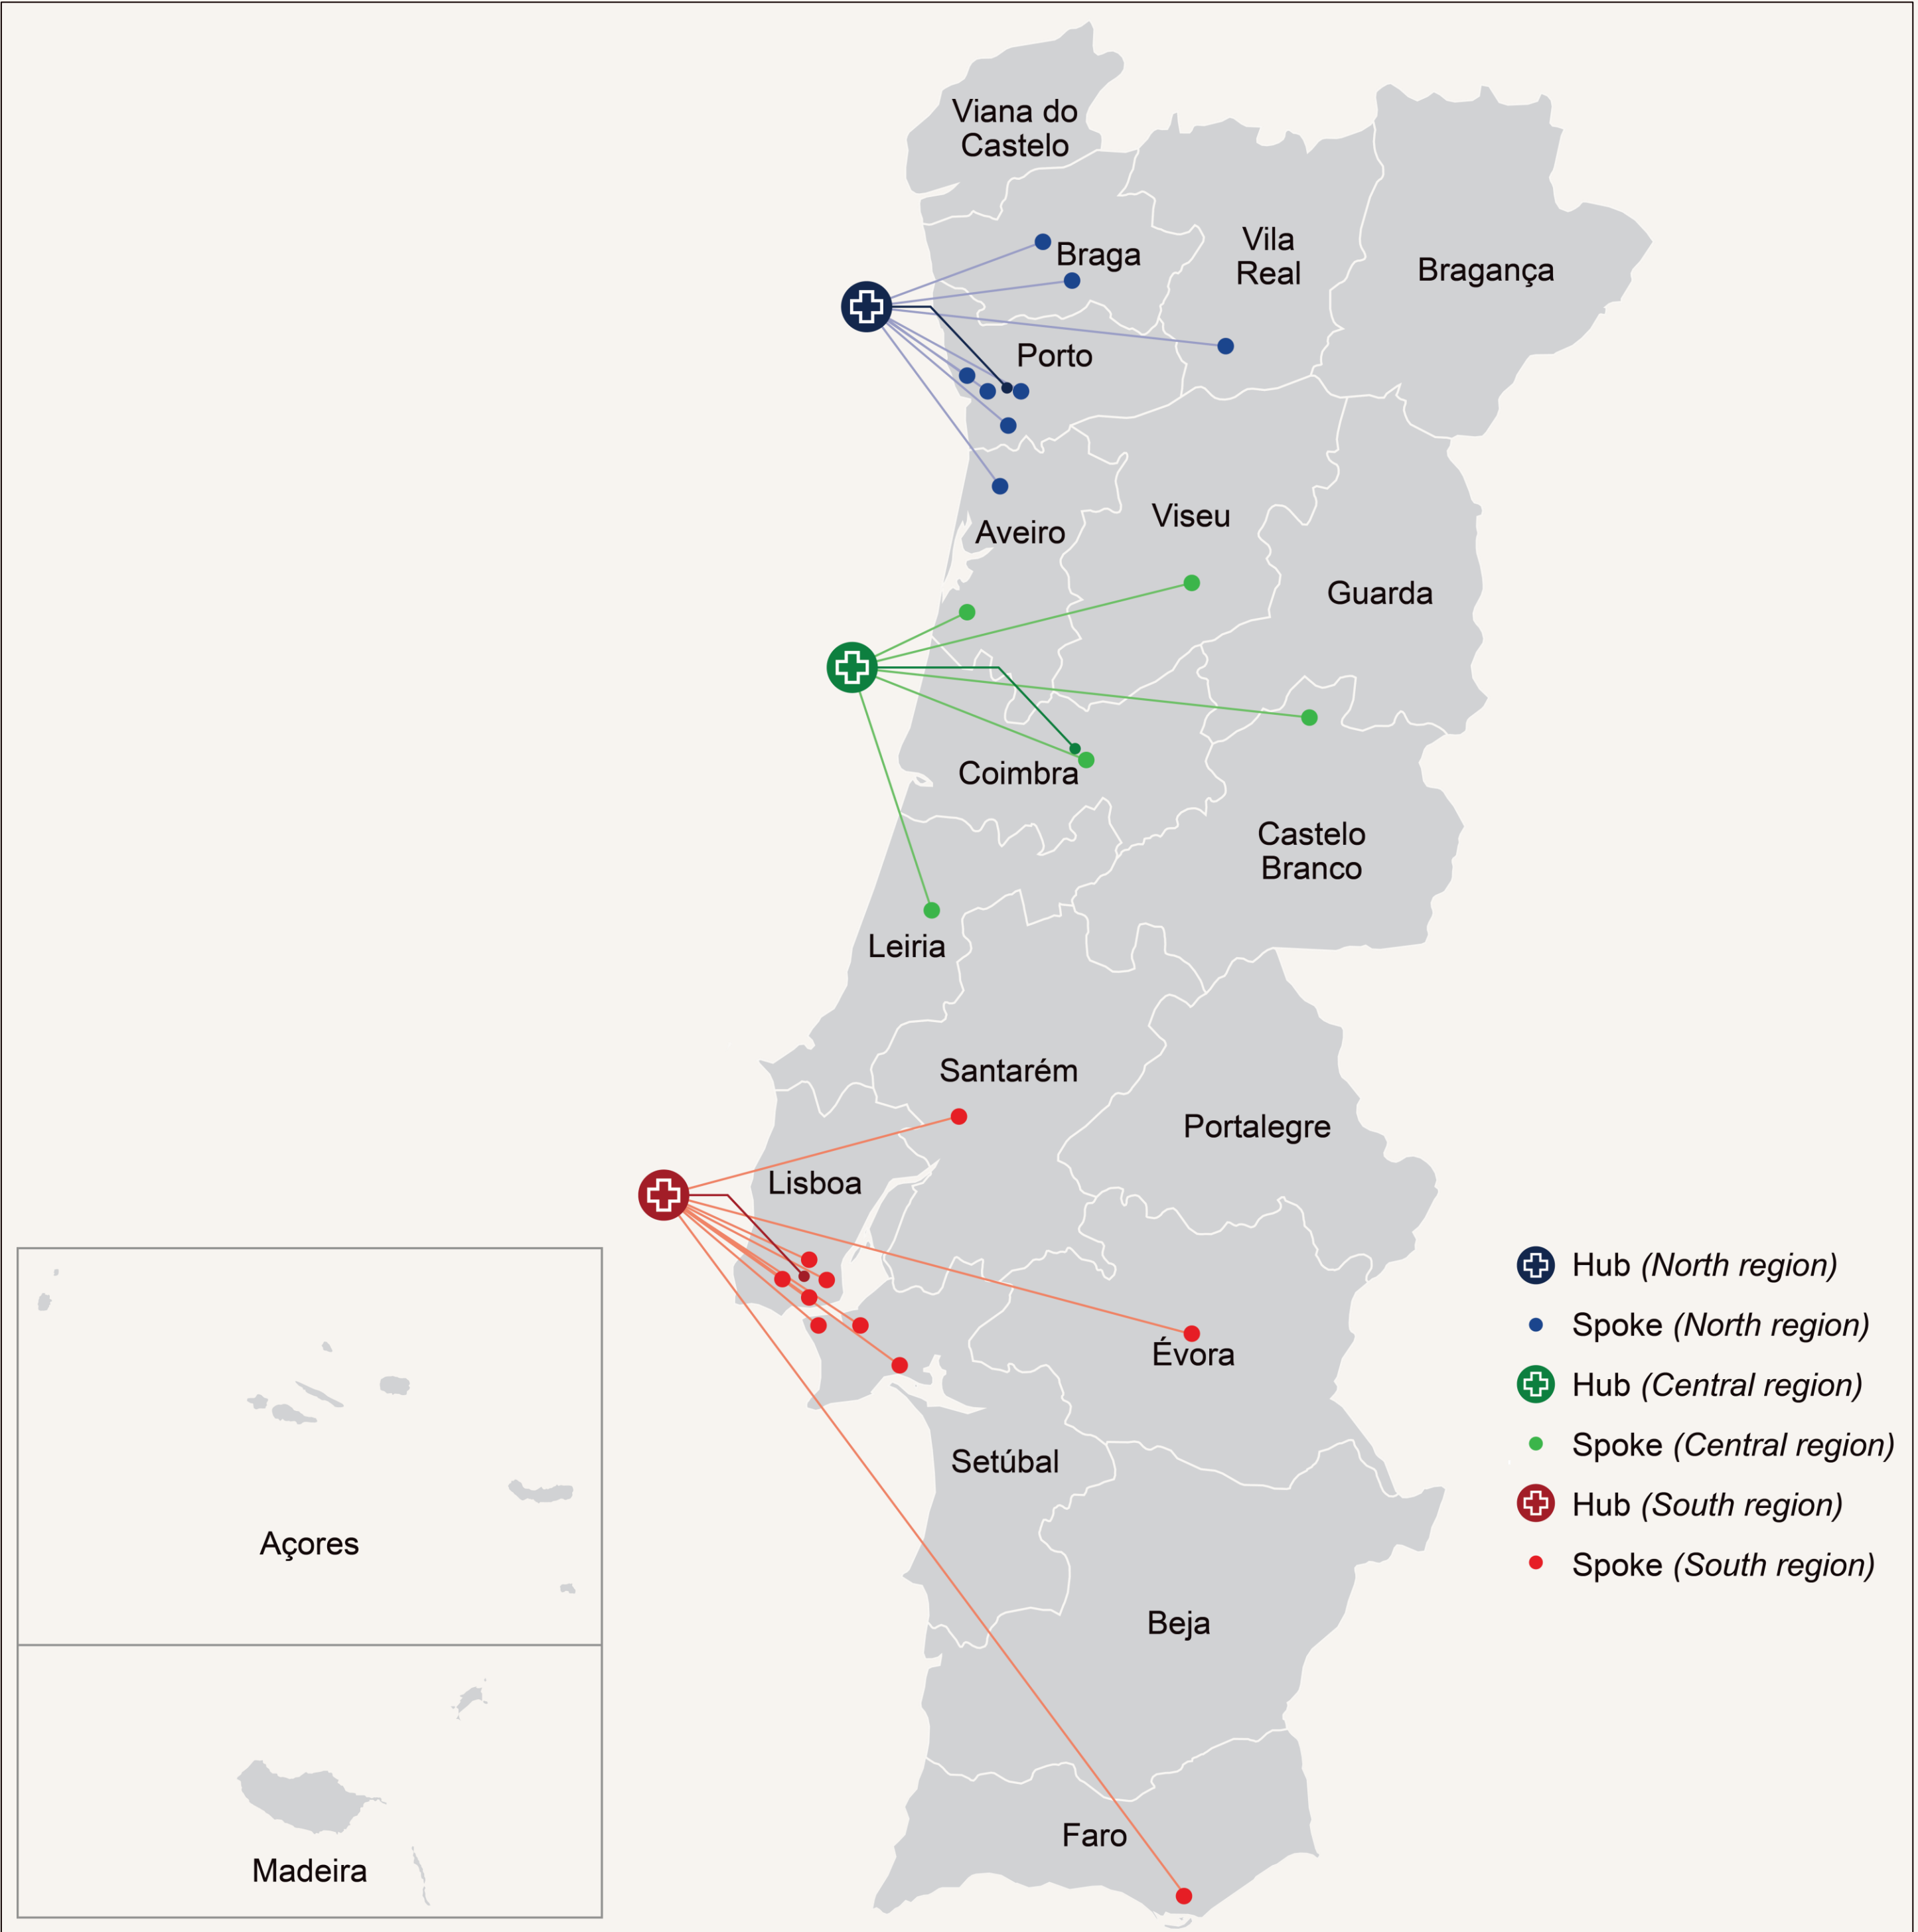 Viana do
Castelo
Braga
Vila
Real
Bragança
Porto
Aveiro
Viseu
Guarda
Coimbra
Castelo
Branco
Leiria
Santarém
Portalegre
Lisboa
Évora
Setúbal
Beja
Faro
Açores
Madeira
Hub (North region)
Spoke (North region)
Hub (Central region)
Spoke (Central region)
Hub (South region)
Spoke (South region)